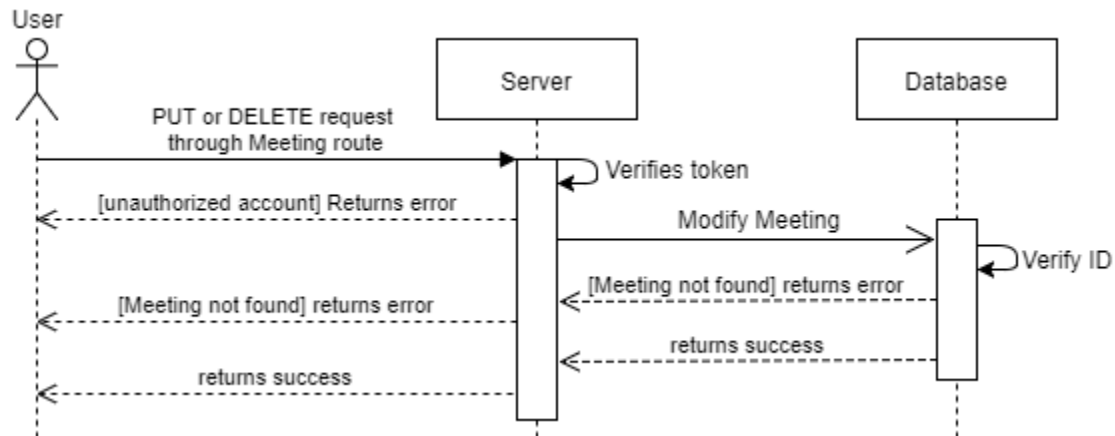 User
Server
Database
PUT or DELETE request
through Meeting route
Verifies token
[unauthorized account] Returns error
Modify Meeting
Verify ID
[Meeting not found] returns error
[Meeting not found] returns error
returns success
returns success